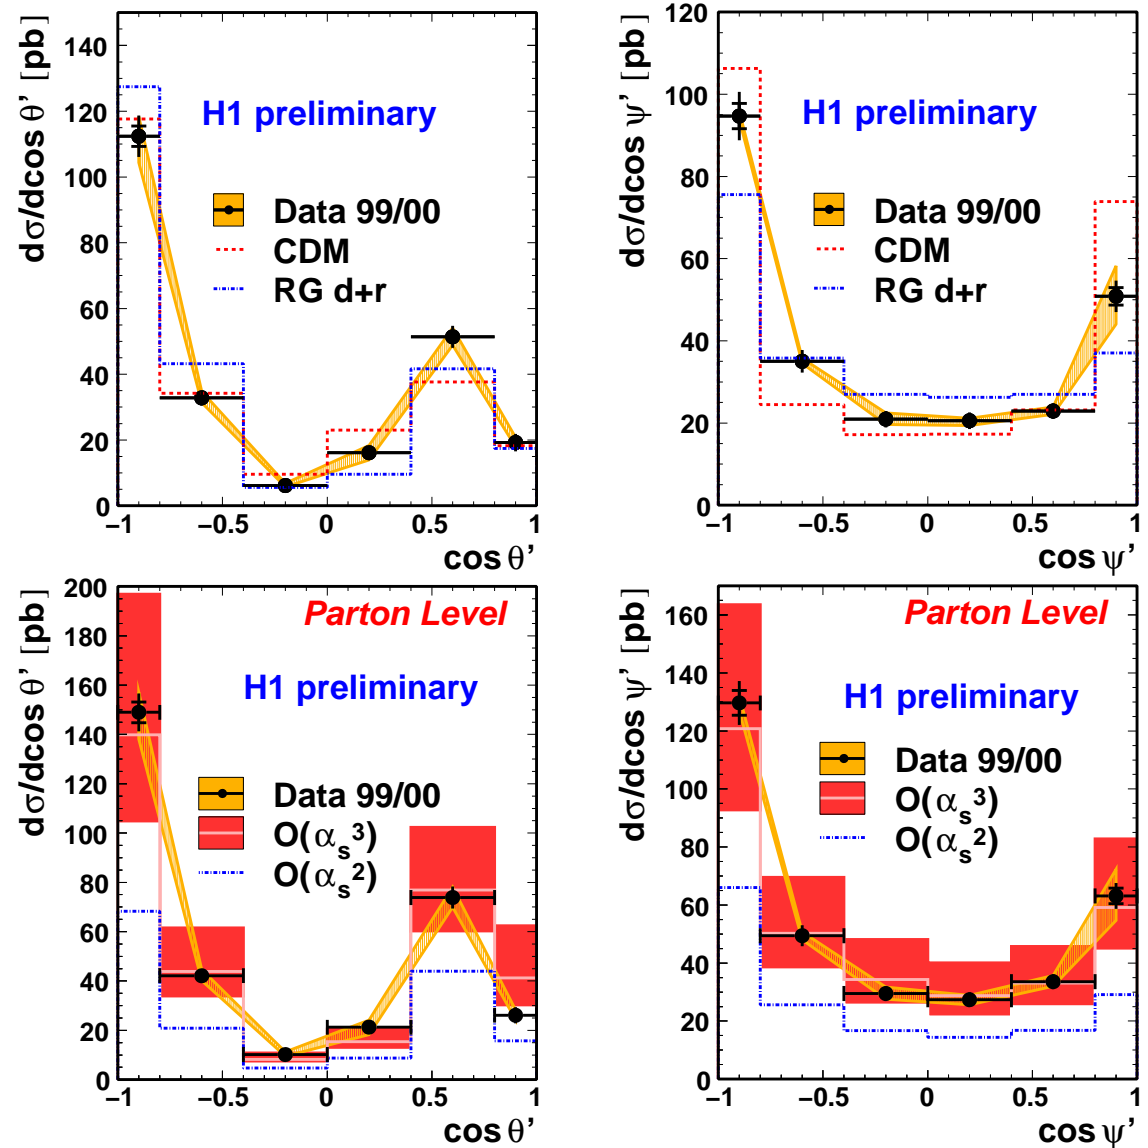 dσ/dcos θ' [pb]
140
120
100
80
60
40
20
0
H1 preliminary
Data 99/00
CDM
RG d+r
−1 −0.5 0 0.5 1
cos θ'
dσ/dcos ψ' [pb]
120
100
80
60
40
20
0
H1 preliminary
Data 99/00
CDM
RG d+r
−1 −0.5 0 0.5 1
cos ψ'
dσ/dcos θ' [pb]
200
180
160
140
120
100
80
60
40
20
0
Parton Level
H1 preliminary
Data 99/00
O(αs3)
O(αs2)
−1 −0.5 0 0.5 1
cos θ'
dσ/dcos ψ' [pb]
160
140
120
100
80
60
40
20
0
Parton Level
H1 preliminary
Data 99/00
O(αs3)
O(αs2)
−1 −0.5 0 0.5 1
cos ψ'